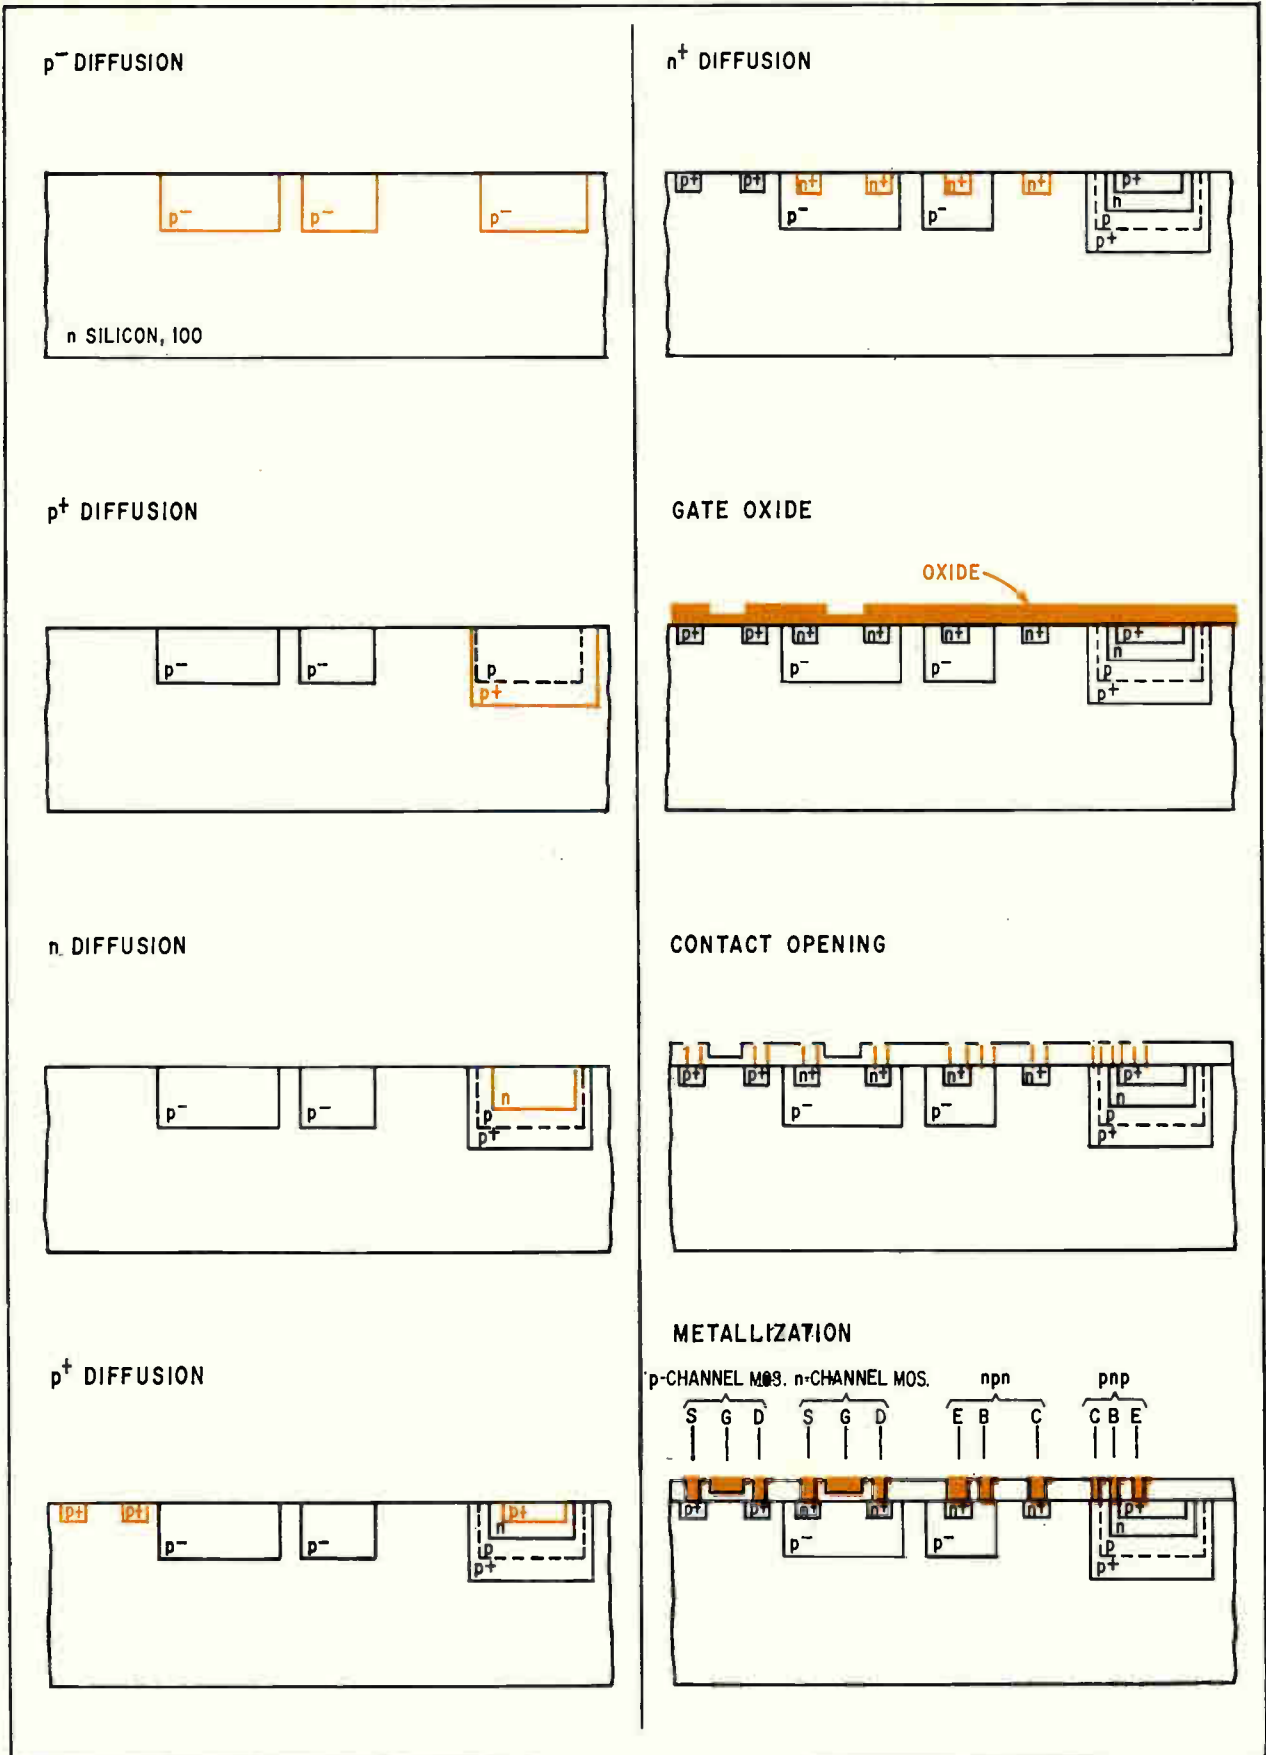 p⁻ DIFFUSION
p⁻ p⁻ p⁻
n SILICON, 100
p⁺ DIFFUSION
p⁻ p⁻ p
p+
n DIFFUSION
n
p⁻ p⁻ p
p+
p⁺ DIFFUSION
p+ p+ p+
n
p⁻ p⁻ p
p+
n⁺ DIFFUSION
p+ p+ n+ n+ n+ n+ p+
n
p⁻ p⁻ p
p+
GATE OXIDE
OXIDE
p+ p+ n+ n+ n+ n+ p+
n
p⁻ p⁻ p
p+
CONTACT OPENING
p+ p+ n+ n+ n+ n+ p+
n
p⁻ p⁻ p
p+
METALLIZATION
p-CHANNEL MOS. n-CHANNEL MOS. npn pnp
S G D S G D E B C C B E
p+ p+ n+ n+ n+ n+ p+
n
p⁻ p⁻ p
p+